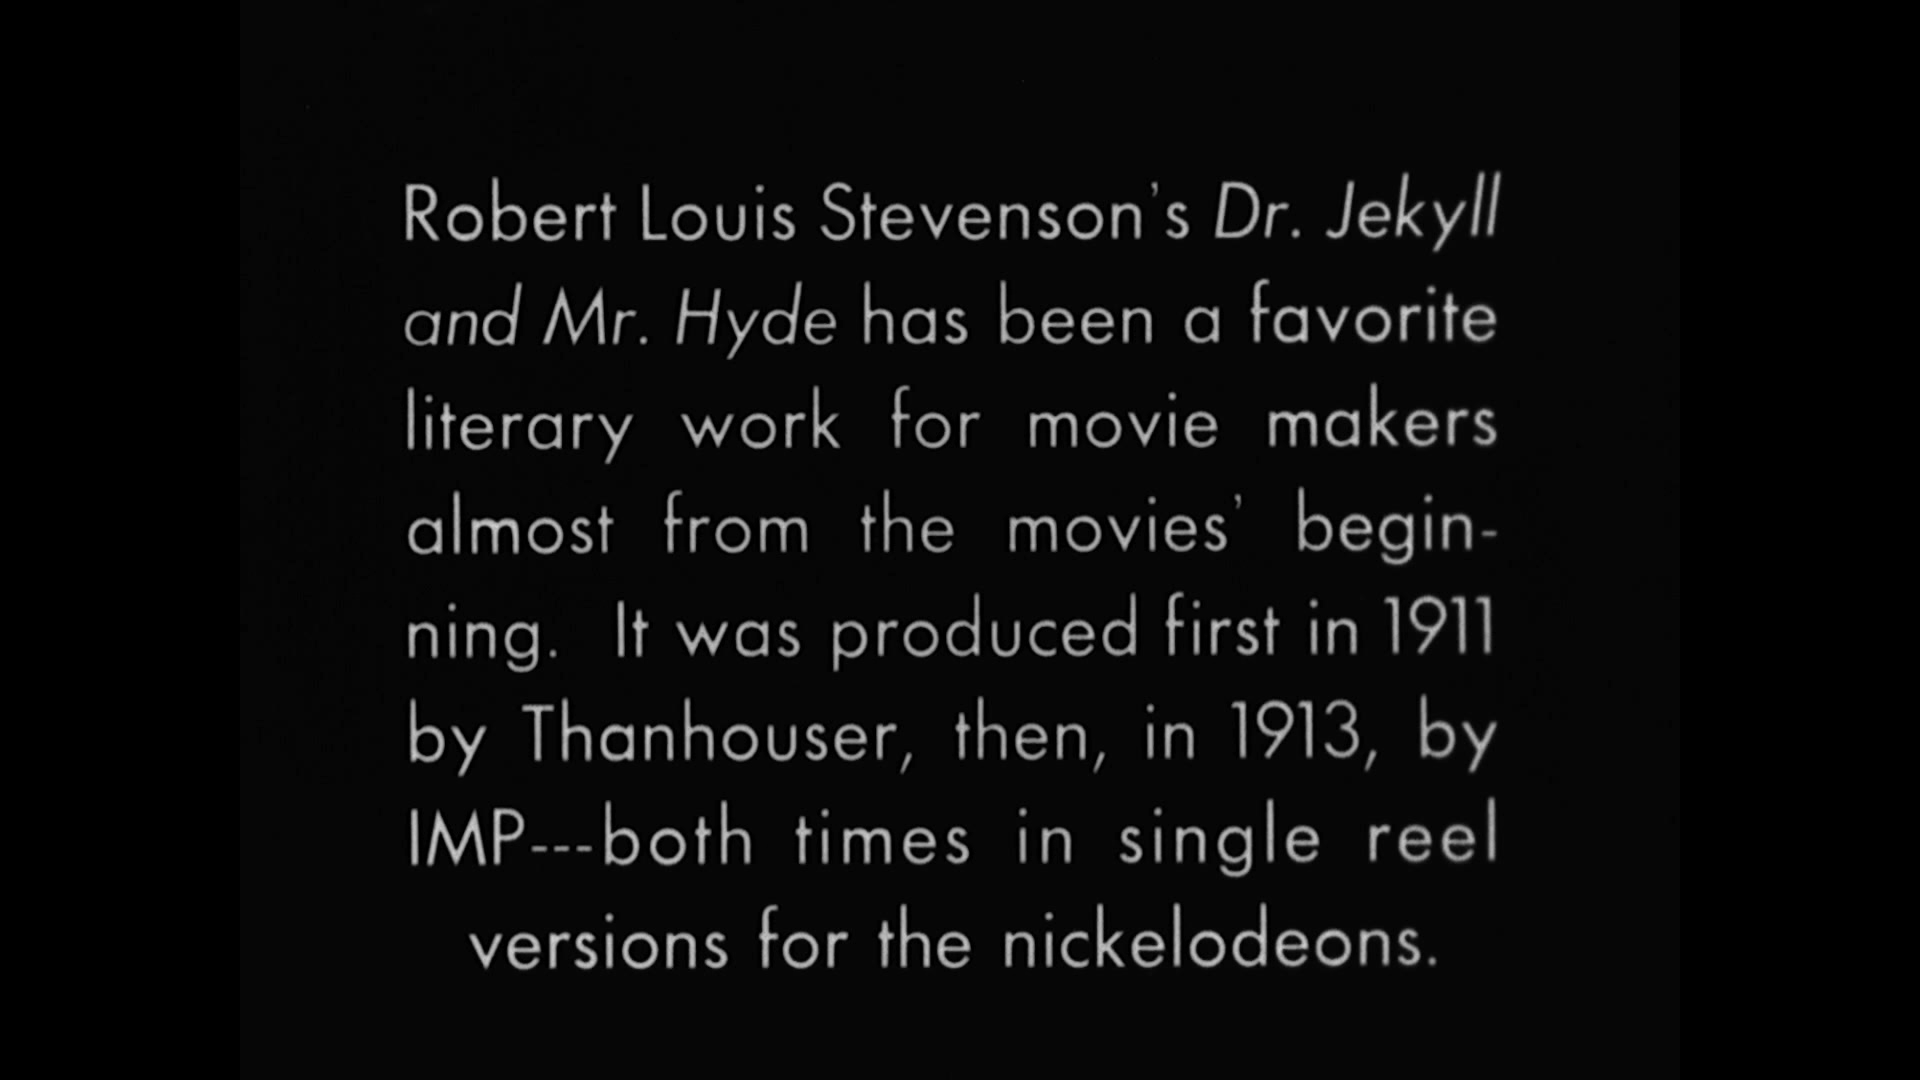 Robert Louis Stevenson's Dr. Jekyll
and Mr. Hyde has been a favorite
literary work for movie makers
almost from the movies' begin-
ning. It was produced first in 1911
by Thanhouser, then, in 1913, by
IMP---both times in single reel
versions for the nickelodeons.